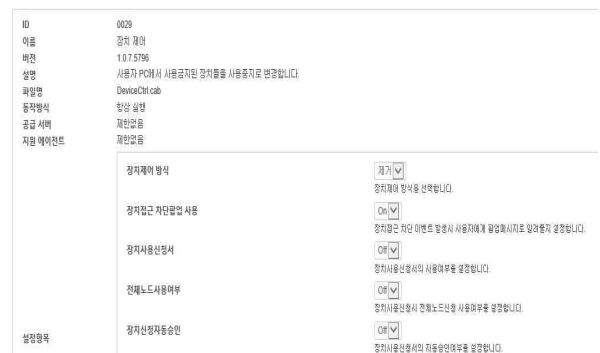 ID 0029
이름 장치 제어
버전 1.0.7.5796
설명 사용자 PC에서 사용금지된 장치들을 사용중지로 변경합니다.
파일명 DeviceCtrl.cab
동작방식 항상 실행
공급 서버 제한없음
지원 에이전트 제한없음
장치제어 방식 제거
장치제어 방식을 선택합니다.
장치접근 차단팝업 사용 On
장치접근 차단 이벤트 발생시 사용자에게 팝업메시지로 알려줄지 설정합니다.
장치사용신청서 Off
장치사용신청서의 사용여부를 설정합니다.
전체노드사용여부 Off
장치사용신청시 전체노드신청 사용여부를 설정합니다.
설정항목
장치신청자동승인 Off
장치사용신청서의 자동승인여부를 설정합니다.